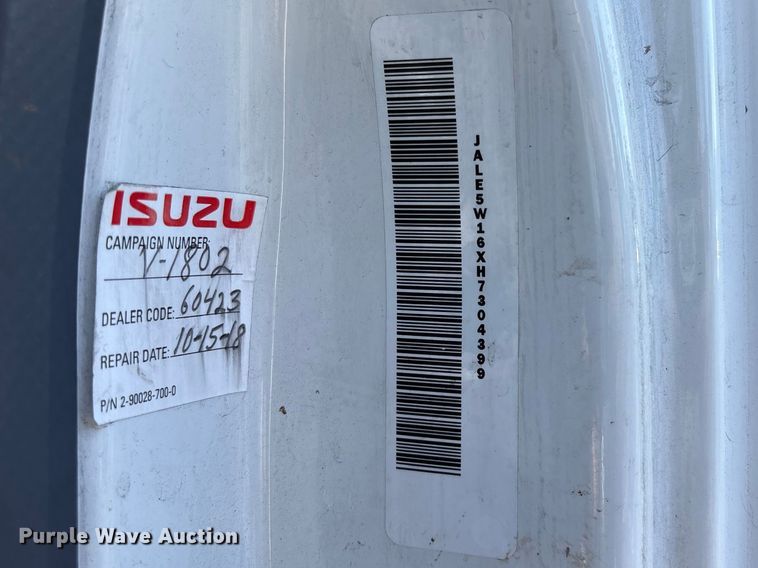 ISUZU
CAMPAIGN NUMBER:
V-1802
DEALER CODE: 60423
REPAIR DATE: 10-15-18
P/N 2-90028-700-0
JALE5W16XH7304399
Purple Wave Auction®